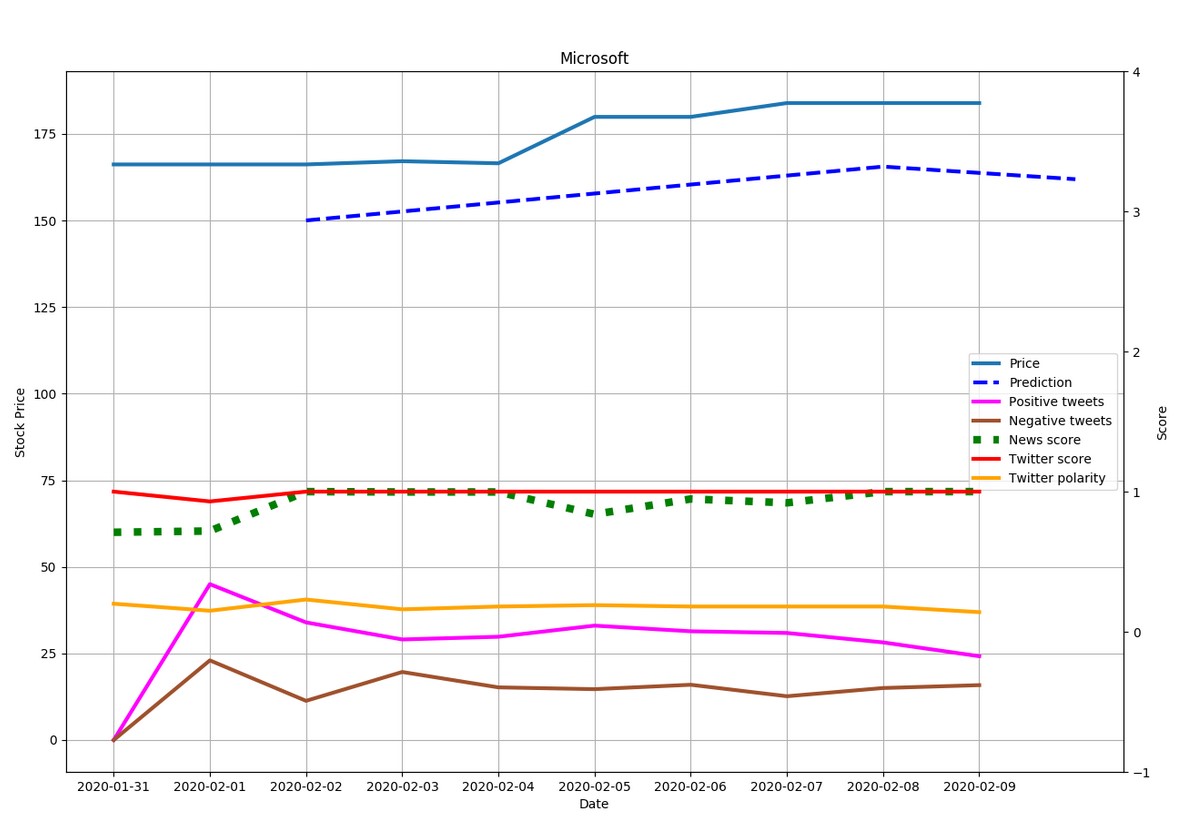 Microsoft
4
175
150
3
125
2
100
Price
Prediction
Positive tweets
Negative tweets
News score
Twitter score
Twitter polarity
Stock Price
Score
75
1
50
25
0
0
−1
2020-01-31 2020-02-01 2020-02-02 2020-02-03 2020-02-04 2020-02-05 2020-02-06 2020-02-07 2020-02-08 2020-02-09
Date